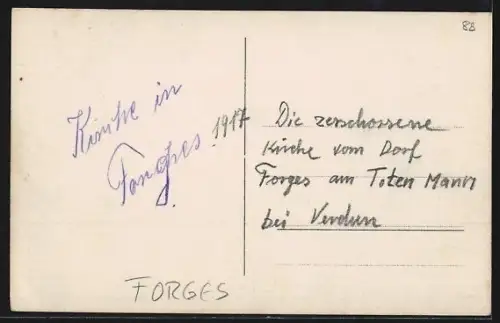 88
Kirche in
Forges
1917
Die zerschossene
Kirche vom Dorf
Forges am Toten Mann
bei Verdun
FORGES